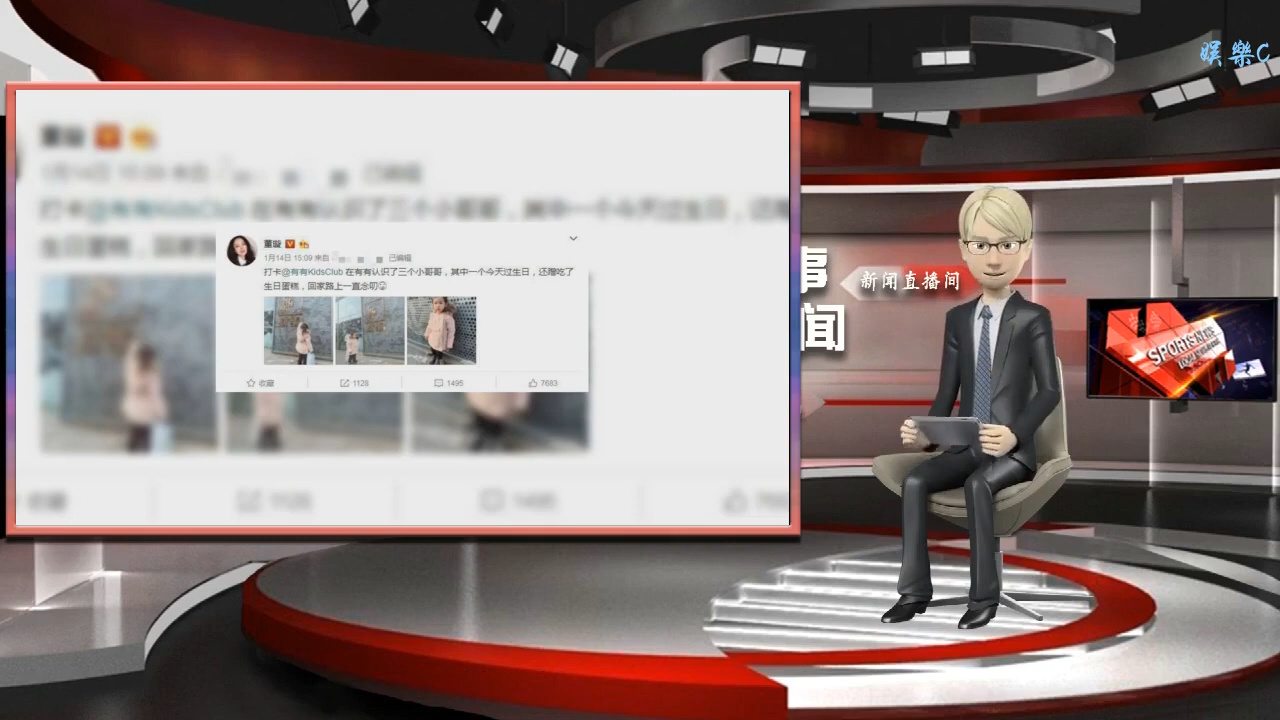 娱樂C
董璇
1月14日 15:09 来自 已编辑
打卡@有有KidsClub 在有有认识了三个小哥哥，其中一个今天过生日，还蹭吃了
生日蛋糕，回家路上一直念叨
收藏 1128 1495 7683
事
闻
新闻直播间
SPORTS